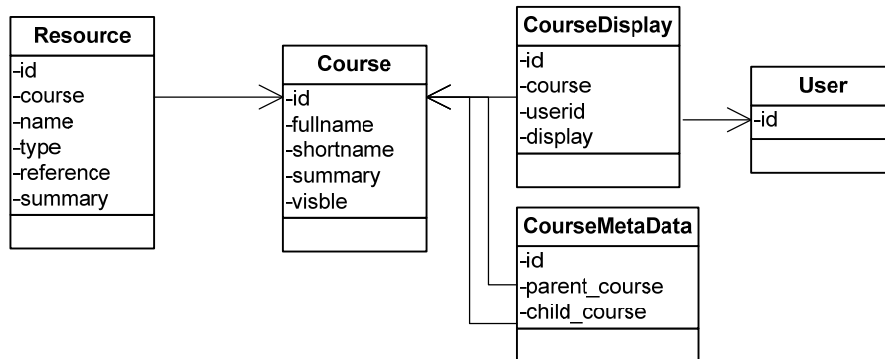 Resource
-id
-course
-name
-type
-reference
-summary
Course
-id
-fullname
-shortname
-summary
-visble
CourseDisplay
-id
-course
-userid
-display
User
-id
CourseMetaData
-id
-parent_course
-child_course